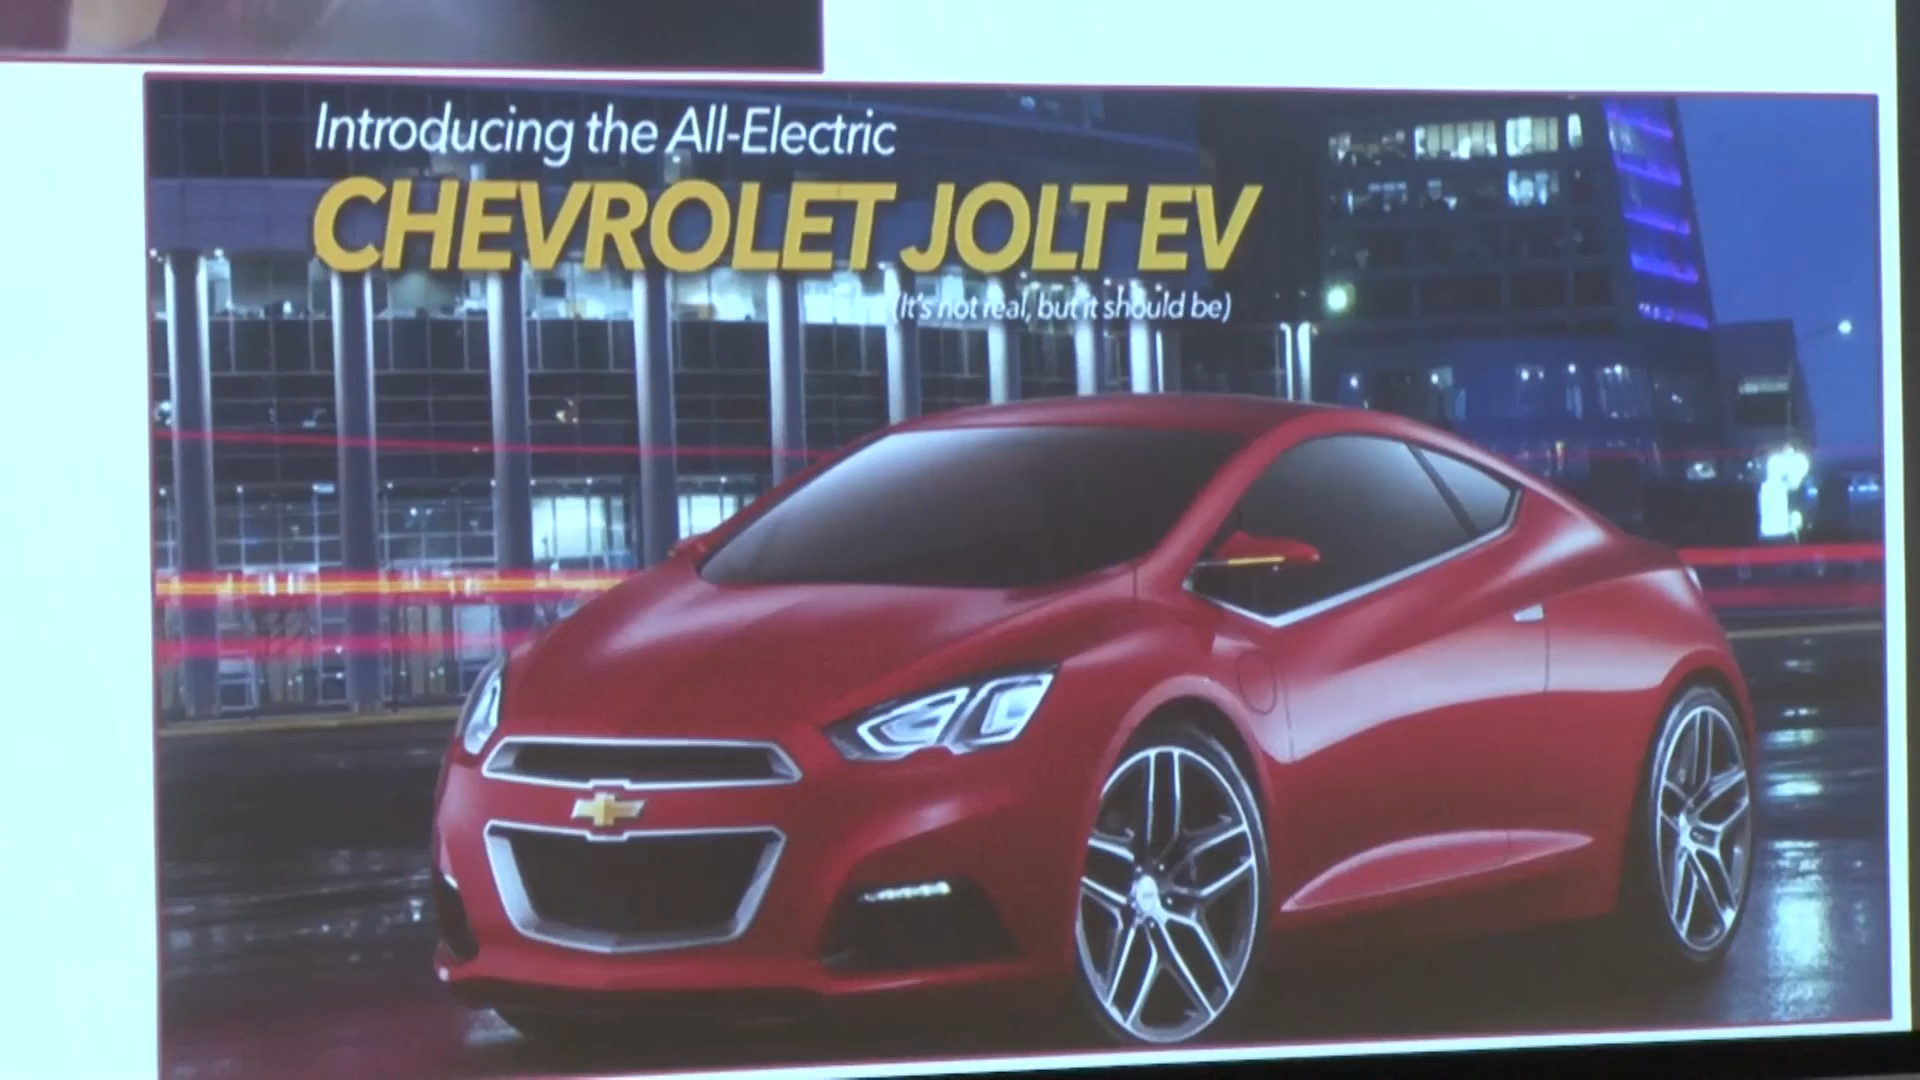 Introducing the All-Electric
CHEVROLET JOLT EV
(It's not real, but it should be)